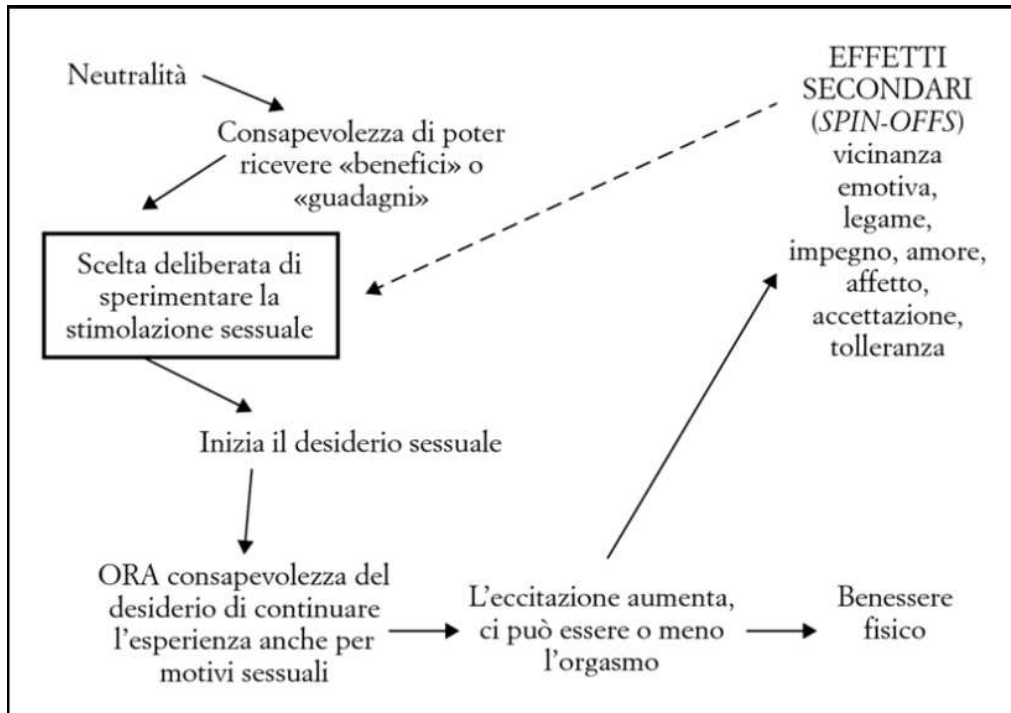 Neutralità
Consapevolezza di poter
ricevere «benefici» o
«guadagni»
Scelta deliberata di
sperimentare la
stimolazione sessuale
Inizia il desiderio sessuale
ORA consapevolezza del
desiderio di continuare
l'esperienza anche per
motivi sessuali
L'eccitazione aumenta,
ci può essere o meno
l'orgasmo
Benessere
fisico
EFFETTI
SECONDARI
(SPIN-OFFS)
vicinanza
emotiva,
legame,
impegno, amore,
affetto,
accettazione,
tolleranza